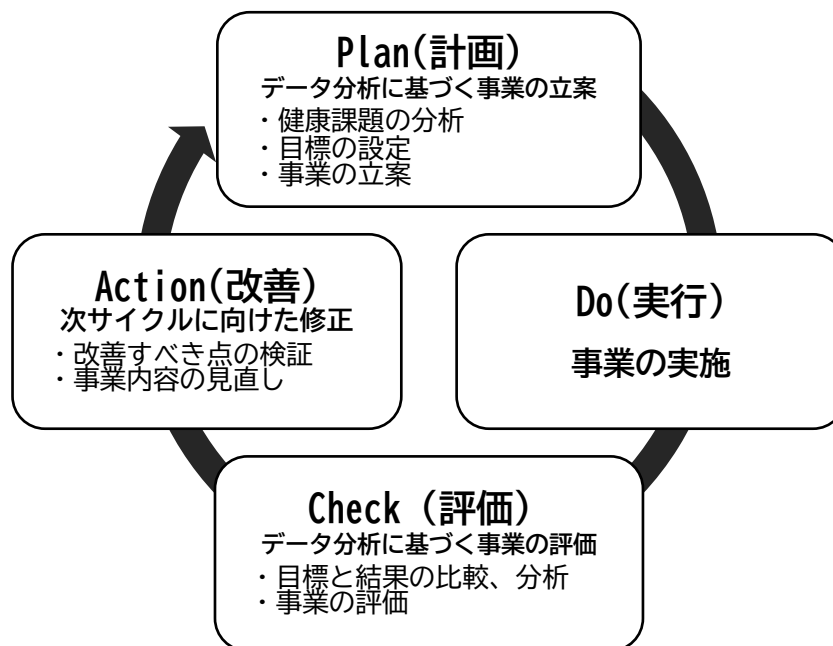 Plan(計画)
データ分析に基づく事業の立案
・健康課題の分析
・目標の設定
・事業の立案
Action(改善)
次サイクルに向けた修正
・改善すべき点の検証
・事業内容の見直し
Do(実行)
事業の実施
Check (評価)
データ分析に基づく事業の評価
・目標と結果の比較、分析
・事業の評価